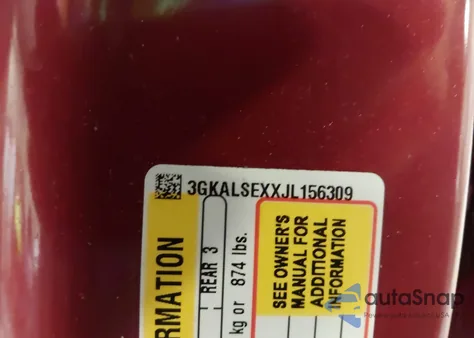 3GKALSEXXJL156309
RMATION
REAR 3
kg or 874 lbs.
SEE OWNER'S
MANUAL FOR
ADDITIONAL
INFORMATION
autoSnap